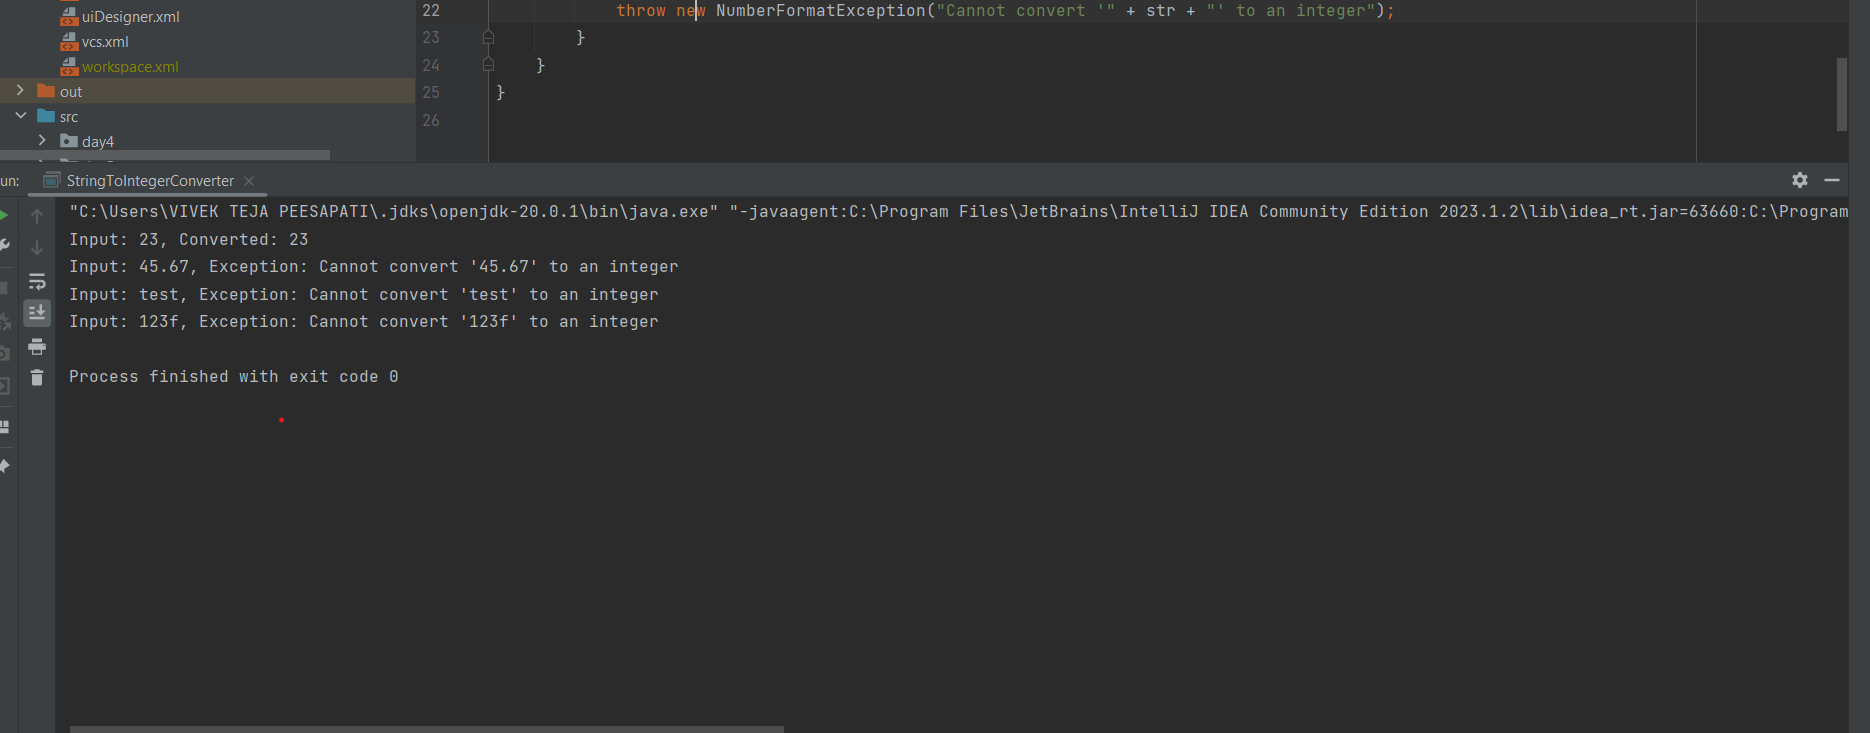 uiDesigner.xml
vcs.xml
workspace.xml
out
src
day4
22 throw new NumberFormatException("Cannot convert '" + str + "' to an integer");
23 }
24 }
25 }
26
un: StringToIntegerConverter
"C:\Users\VIVEK TEJA PEESAPATI\.jdks\openjdk-20.0.1\bin\java.exe" "-javaagent:C:\Program Files\JetBrains\IntelliJ IDEA Community Edition 2023.1.2\lib\idea_rt.jar=63660:C:\Program
Input: 23, Converted: 23
Input: 45.67, Exception: Cannot convert '45.67' to an integer
Input: test, Exception: Cannot convert 'test' to an integer
Input: 123f, Exception: Cannot convert '123f' to an integer
Process finished with exit code 0